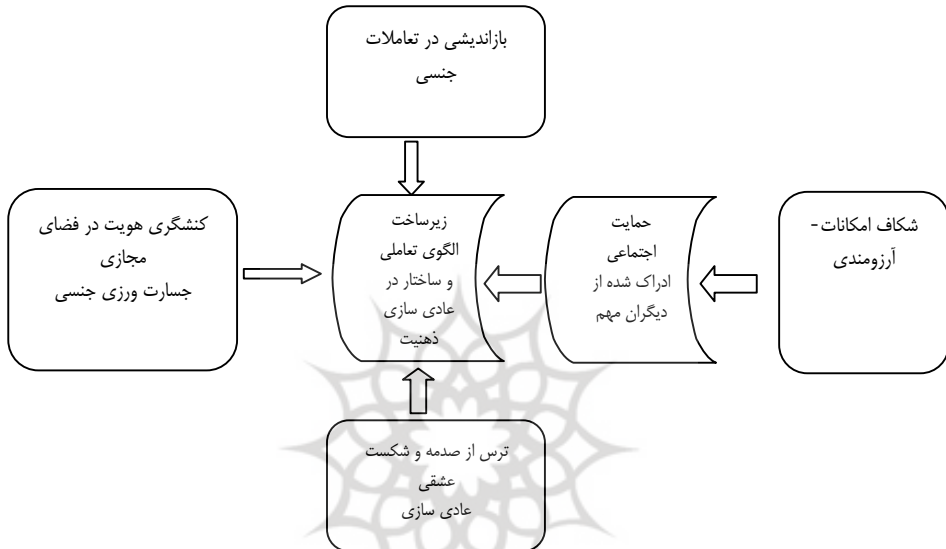 بازاندیشی در تعاملات
جنسی
شکاف امکانات-
آرزومندی
حمایت
اجتماعی
ادراک شده از
دیگران مهم
زیرساخت
الگوی تعاملی
و ساختار در
عادی سازی
ذهنیت
کنشگری هویت در فضای
مجازی
جسارت ورزی جنسی
ترس از صدمه و شکست
عشقی
عادی سازی